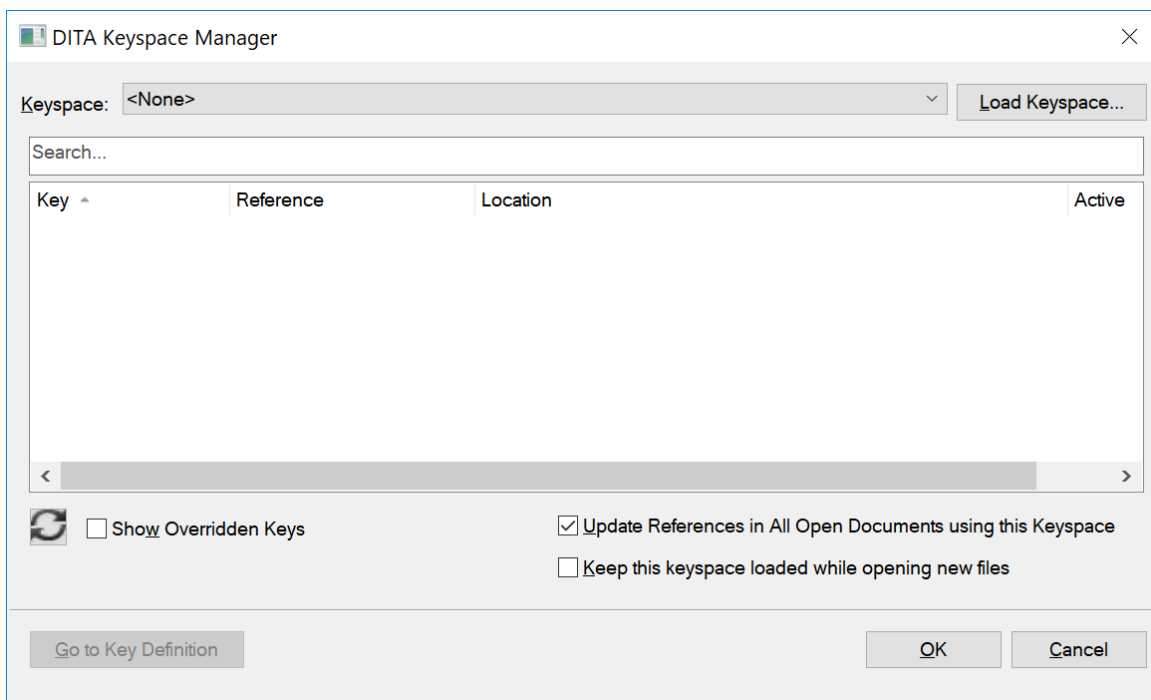 DITA Keyspace Manager
Keyspace: <None> Load Keyspace...
Search...
Key Reference Location Active
Show Overridden Keys
Update References in All Open Documents using this Keyspace
Keep this keyspace loaded while opening new files
Go to Key Definition OK Cancel